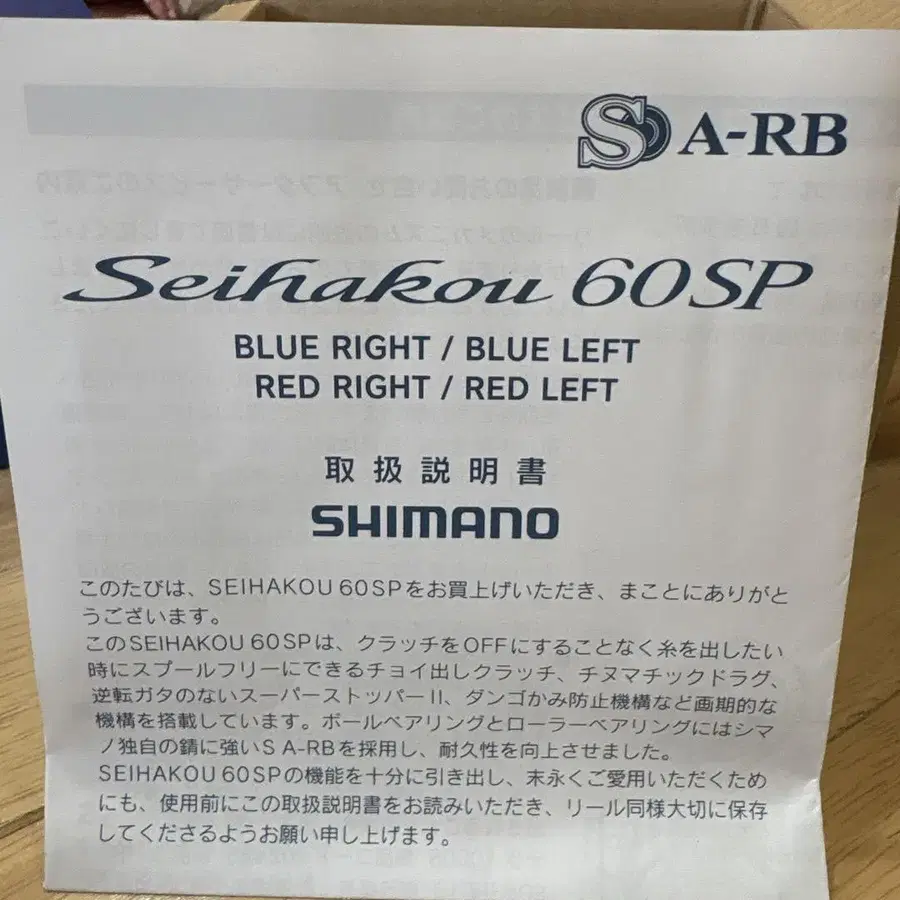 S A-RB
Seihakou 60SP
BLUE RIGHT / BLUE LEFT
RED RIGHT / RED LEFT
取扱説明書
SHIMANO
このたびは、SEIHAKOU 60SPをお買上げいただき、まことにありがと
うございます。
このSEIHAKOU 60SPは、クラッチをOFFにすることなく糸を出したい
時にスプールフリーにできるチョイ出しクラッチ、チヌマチックドラグ、
逆転ガタのないスーパーストッパーII、ダンゴかみ防止機構など画期的な
機構を搭載しています。ボールベアリングとローラーベアリングにはシマ
ノ独自の錆に強いS A-RBを採用し、耐久性を向上させました。
SEIHAKOU 60SPの機能を十分に引き出し、末永くご愛用いただくため
にも、使用前にこの取扱説明書をお読みいただき、リール同様大切に保存
してくださるようお願い申し上げます。